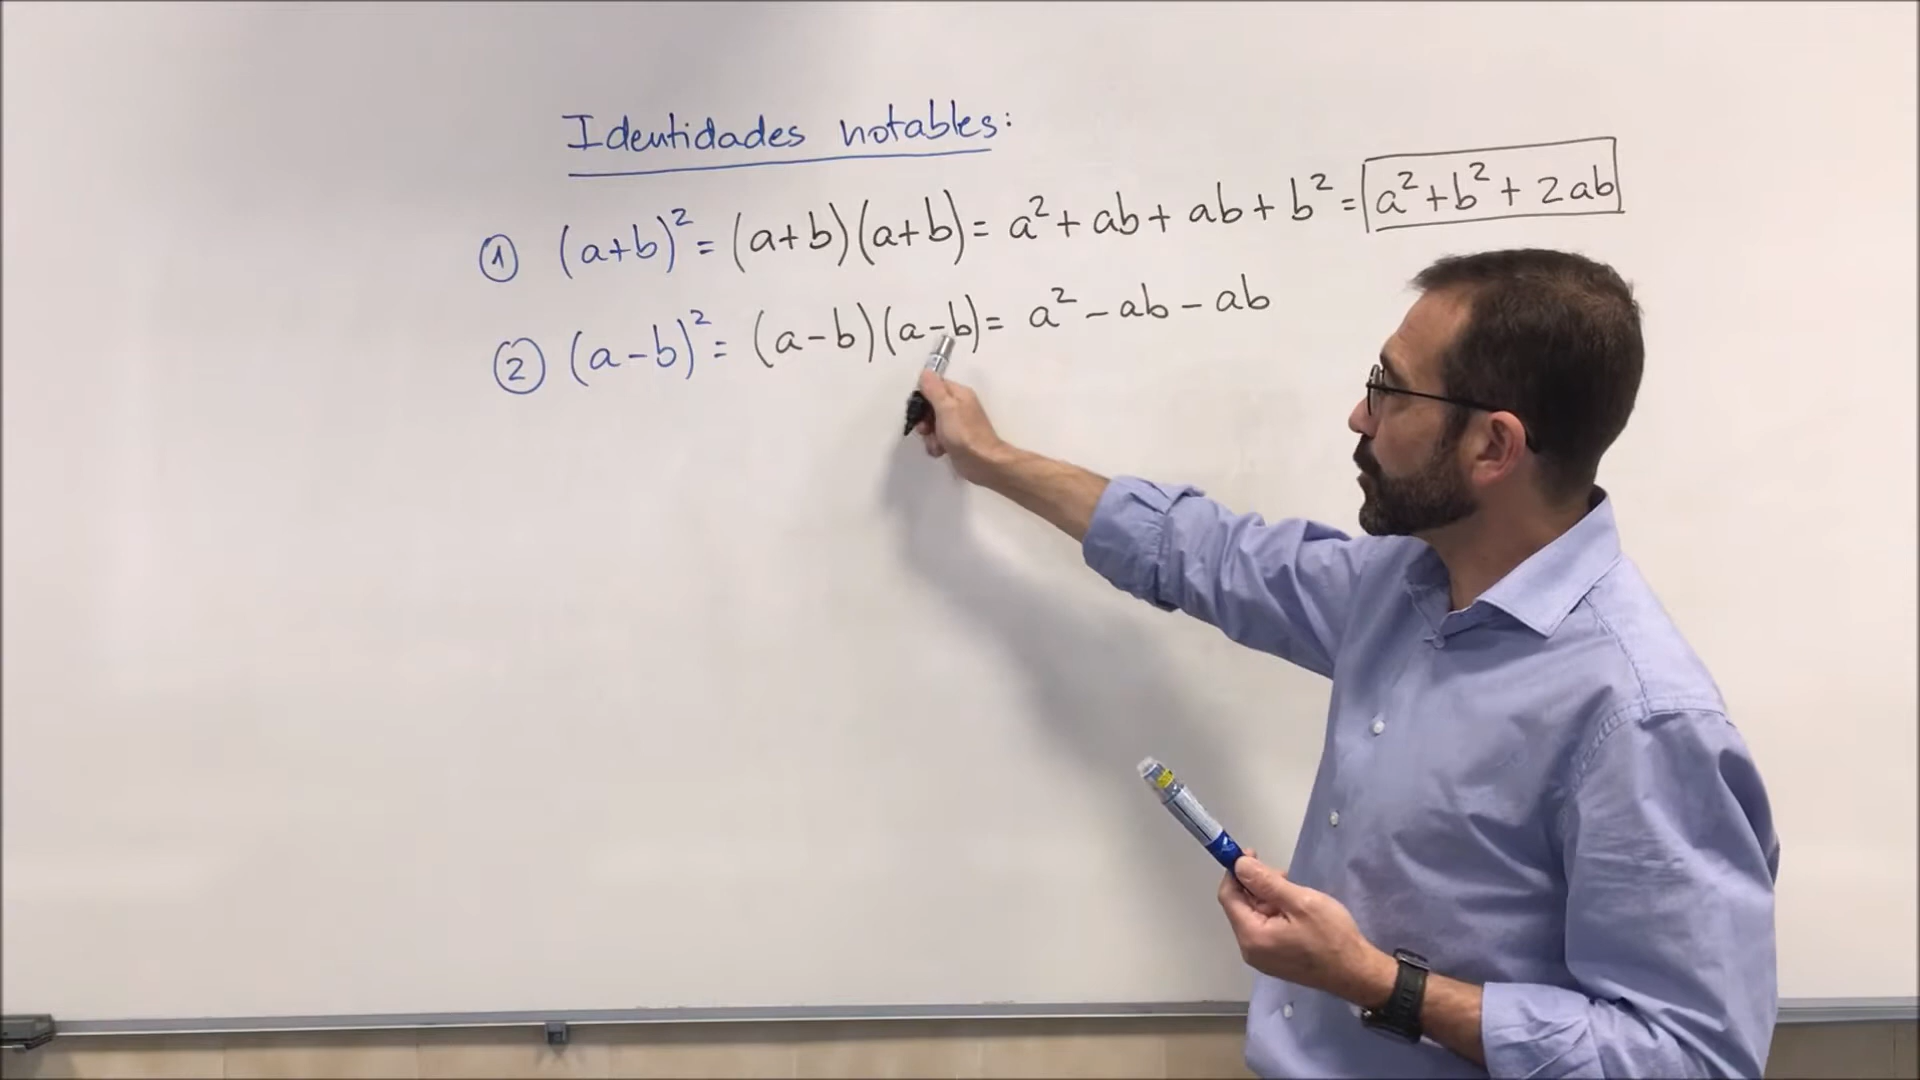 Identidades notables:
① (a+b)² = (a+b)(a+b) = a² + ab + ab + b² = a² + b² + 2ab
② (a-b)² = (a-b)(a-b) = a² - ab - ab